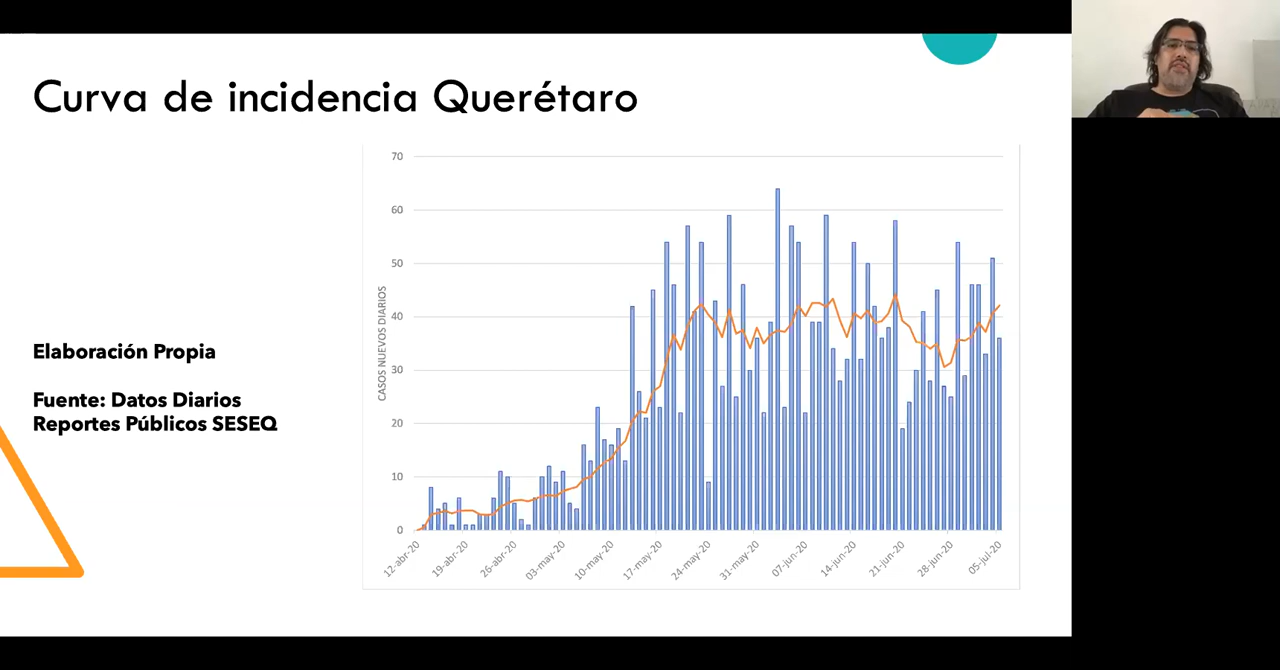 Curva de incidencia Querétaro
Elaboración Propia
Fuente: Datos Diarios
Reportes Públicos SESEQ
CASOS NUEVOS DIARIOS
70
60
50
40
30
20
10
0
12-abr-20
19-abr-20
26-abr-20
03-may-20
10-may-20
17-may-20
24-may-20
31-may-20
07-jun-20
14-jun-20
21-jun-20
28-jun-20
05-jul-20